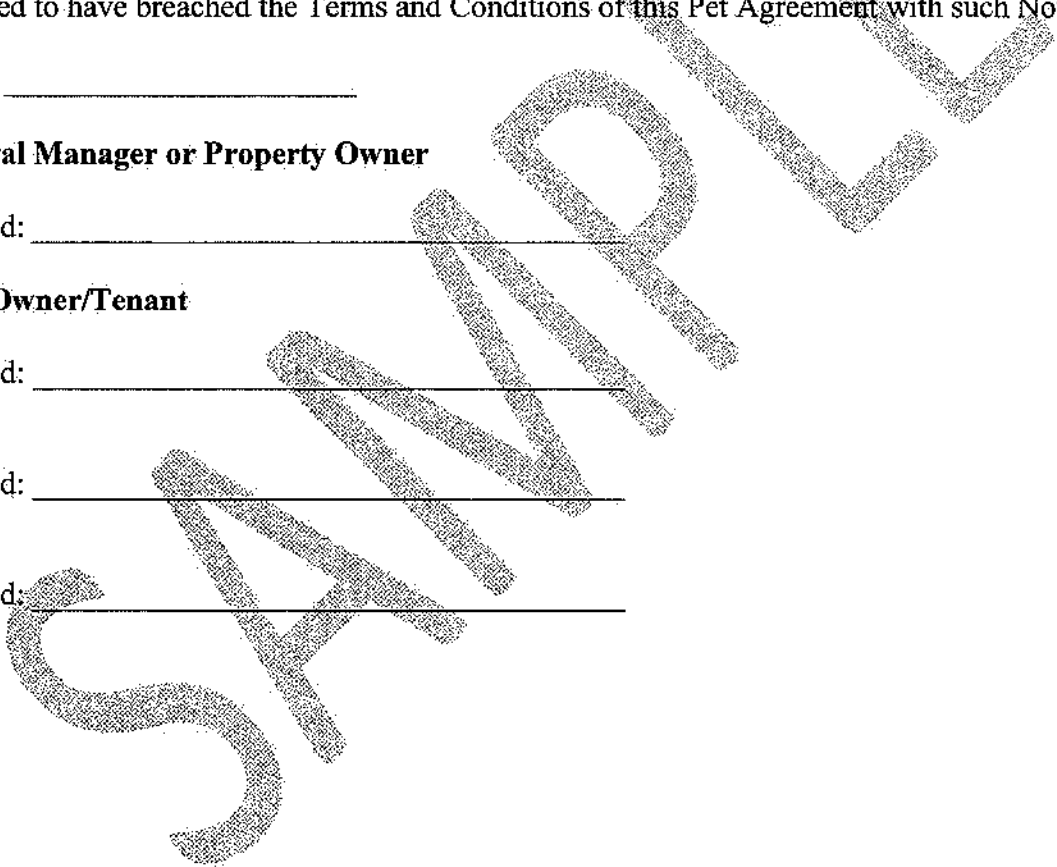 ed to have breached the Terms and Conditions of this Pet Agreement with such No
al Manager or Property Owner
d:
Owner/Tenant
d:
d:
d:
SAMPLE